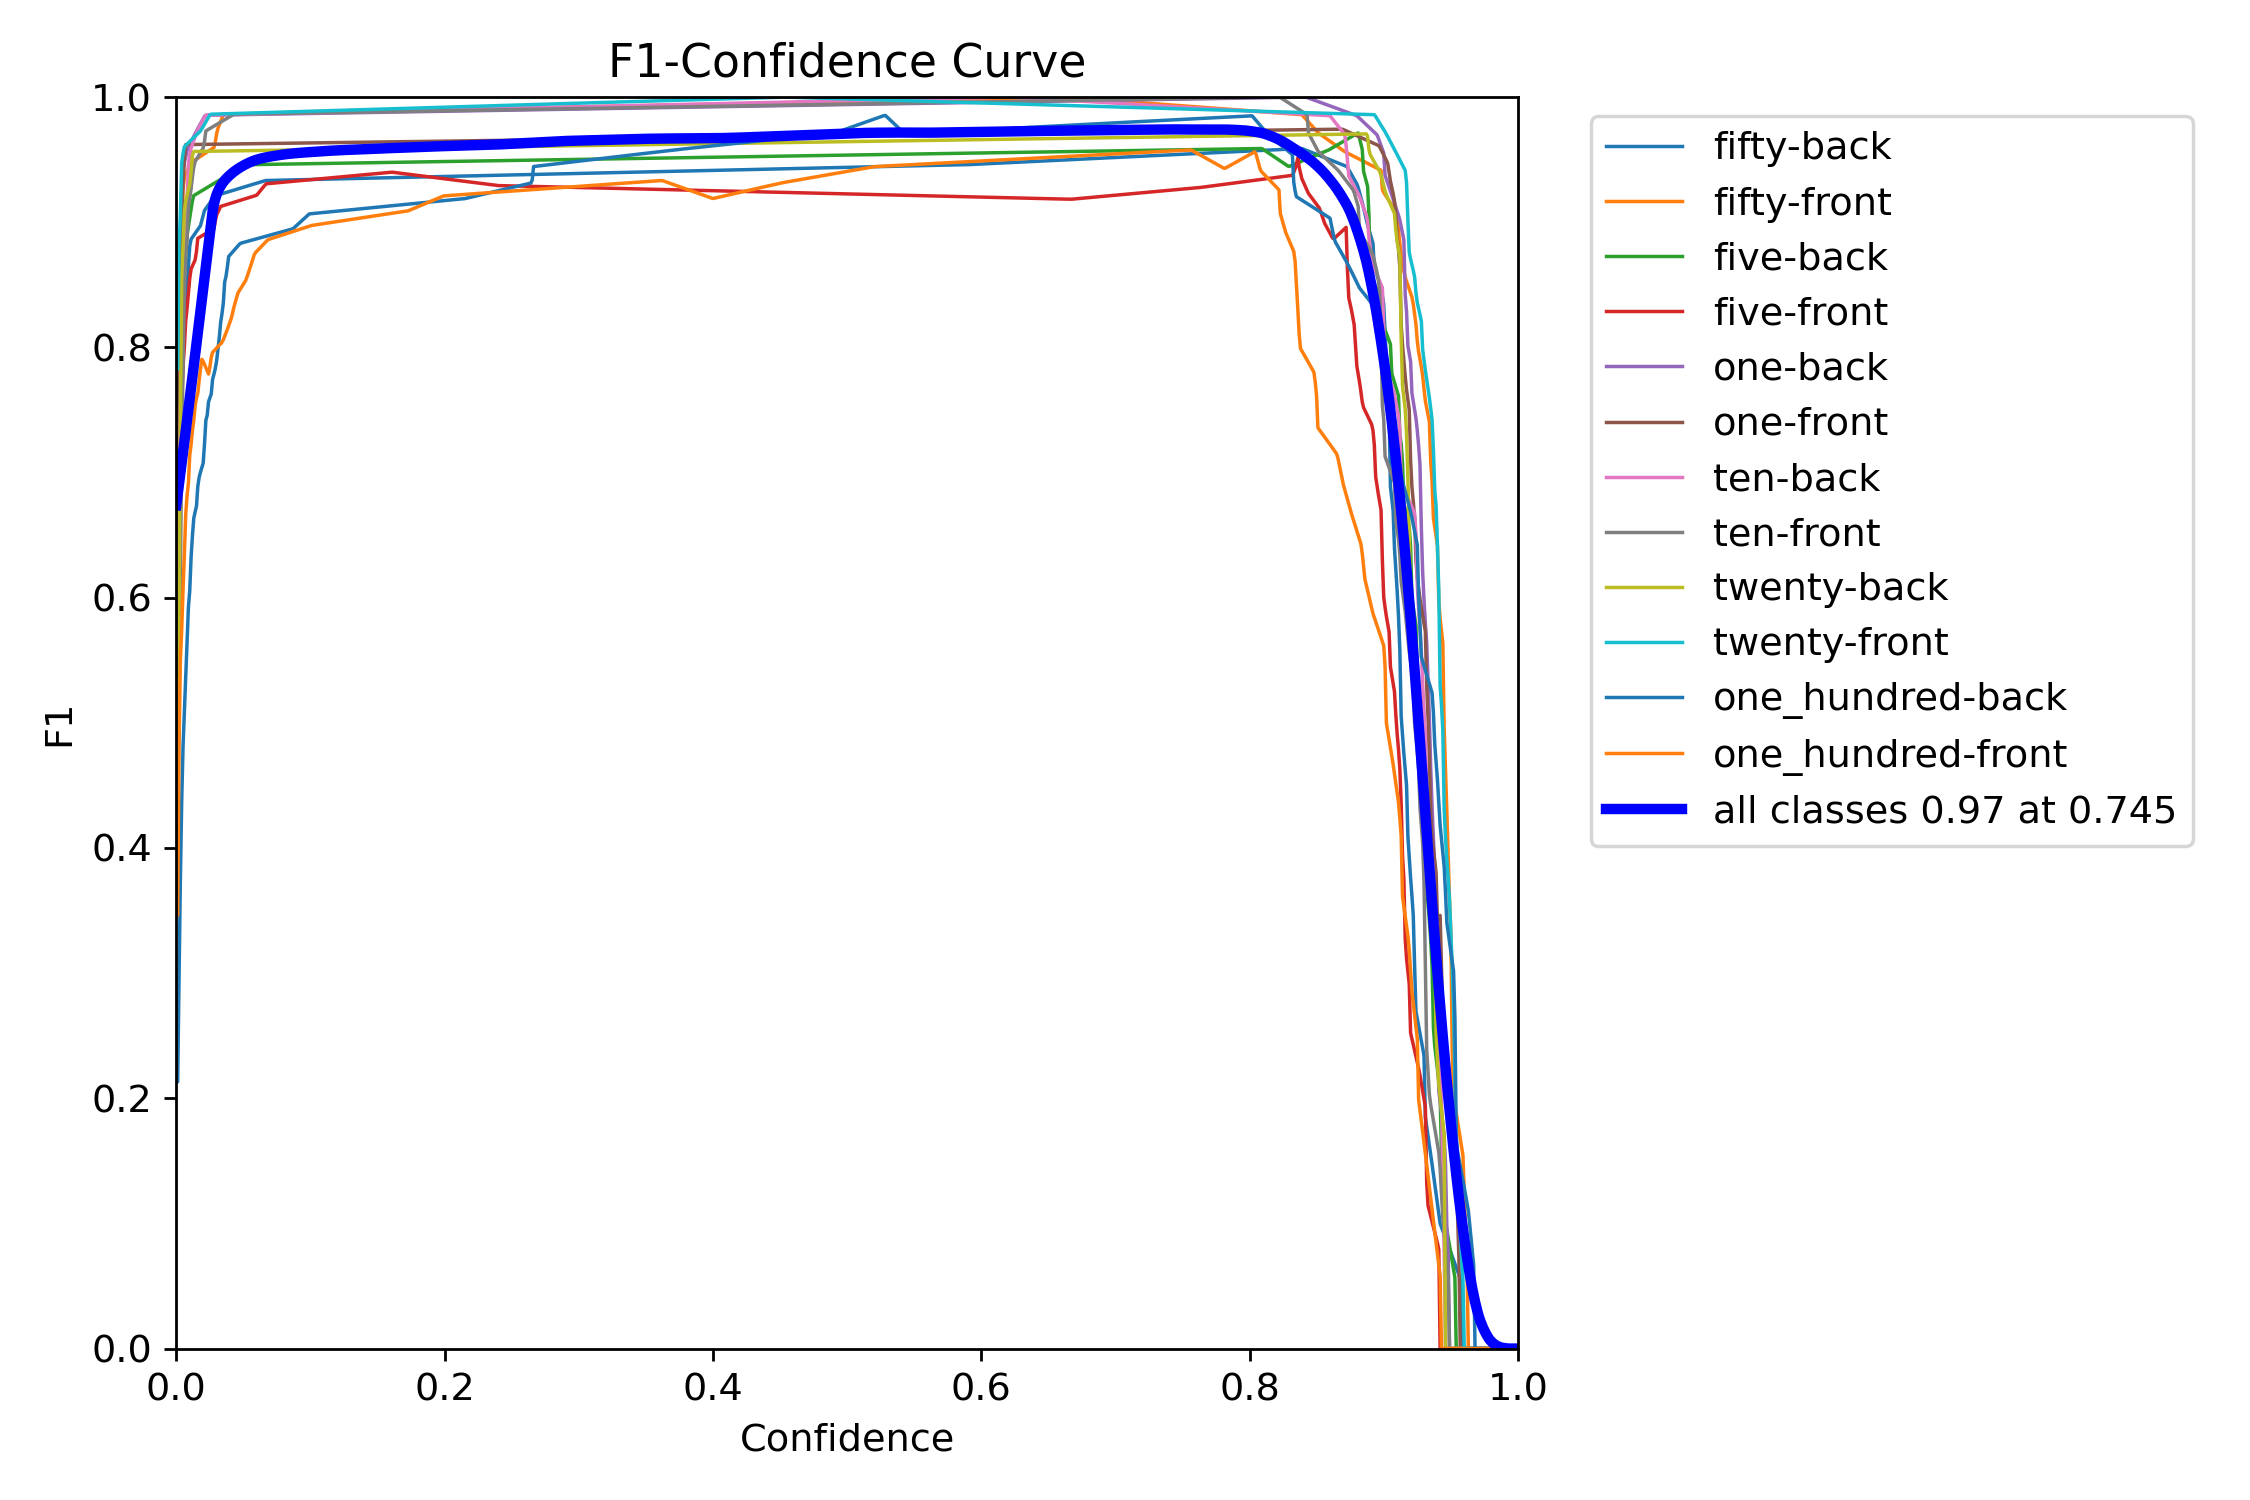 F1-Confidence Curve
1.0
0.8
0.6
0.4
0.2
0.0
F1
0.0 0.2 0.4 0.6 0.8 1.0
Confidence
fifty-back
fifty-front
five-back
five-front
one-back
one-front
ten-back
ten-front
twenty-back
twenty-front
one_hundred-back
one_hundred-front
all classes 0.97 at 0.745